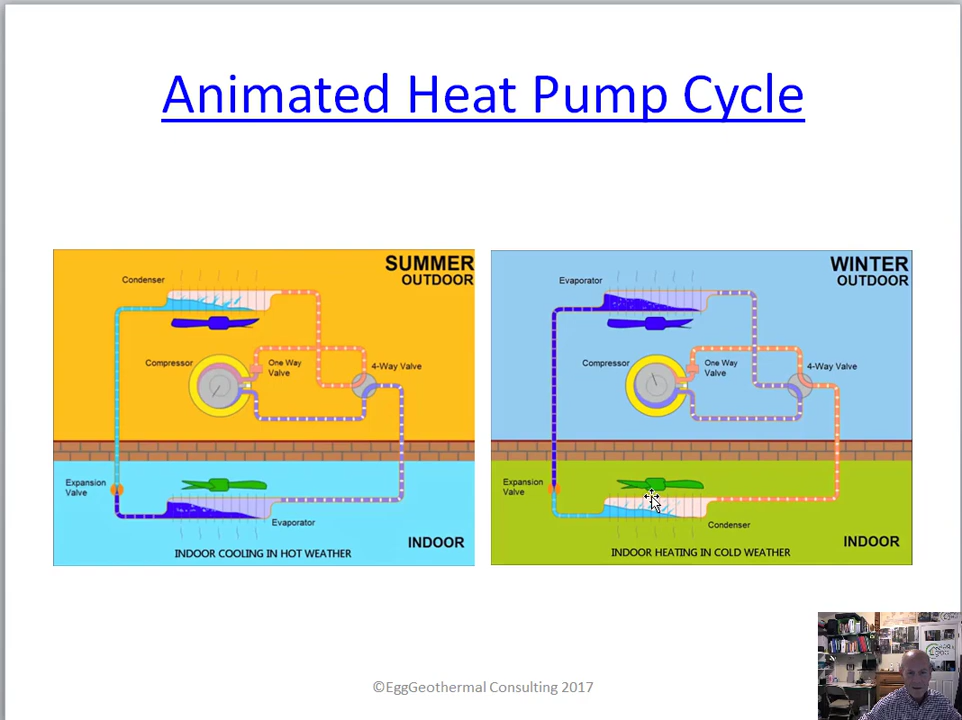 Animated Heat Pump Cycle
SUMMER
OUTDOOR
Condenser
Compressor
One Way
Valve
4-Way Valve
Expansion
Valve
Evaporator
INDOOR
INDOOR COOLING IN HOT WEATHER
WINTER
OUTDOOR
Evaporator
Compressor
One Way
Valve
4-Way Valve
Expansion
Valve
Condenser
INDOOR
INDOOR HEATING IN COLD WEATHER
©EggGeothermal Consulting 2017